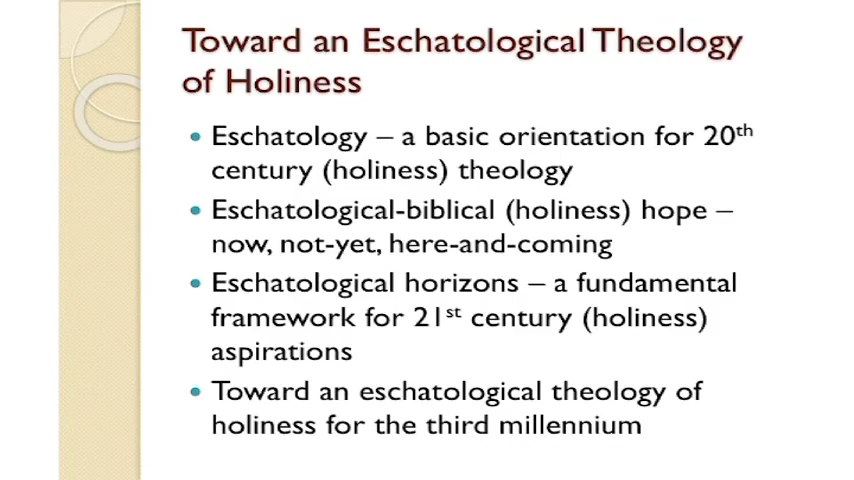 Toward an Eschatological Theology
of Holiness
• Eschatology – a basic orientation for 20th
century (holiness) theology
• Eschatological-biblical (holiness) hope –
now, not-yet, here-and-coming
• Eschatological horizons – a fundamental
framework for 21st century (holiness)
aspirations
• Toward an eschatological theology of
holiness for the third millennium